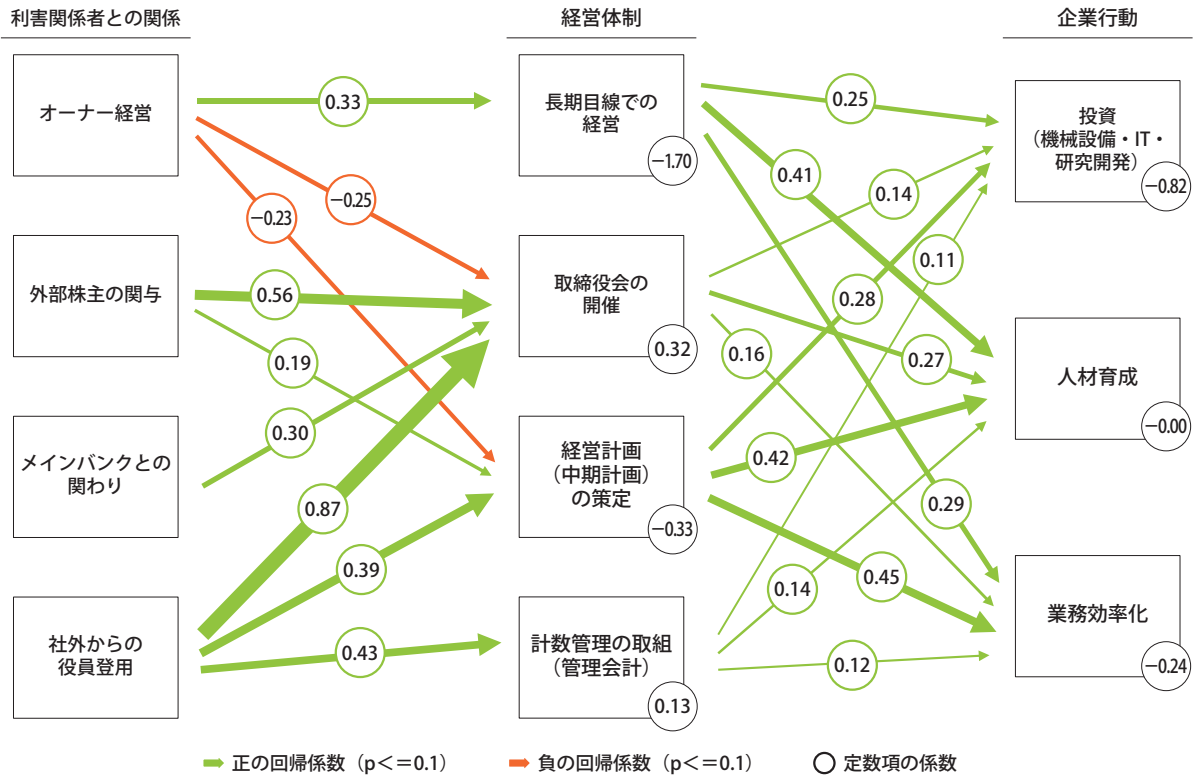 利害関係者との関係
経営体制
企業行動
オーナー経営
外部株主の関与
メインバンクとの
関わり
社外からの
役員登用
0.33
−0.25
−0.23
0.56
0.19
0.30
0.87
0.39
0.43
長期目線での
経営
−1.70
取締役会の
開催
0.32
経営計画
（中期計画）
の策定
−0.33
計数管理の取組
（管理会計）
0.13
0.25
0.41
0.14
0.11
0.28
0.16
0.27
0.42
0.29
0.14
0.45
0.12
投資
（機械設備・IT・
研究開発）
−0.82
人材育成
−0.00
業務効率化
−0.24
正の回帰係数（p＜=0.1）
負の回帰係数（p＜=0.1）
定数項の係数